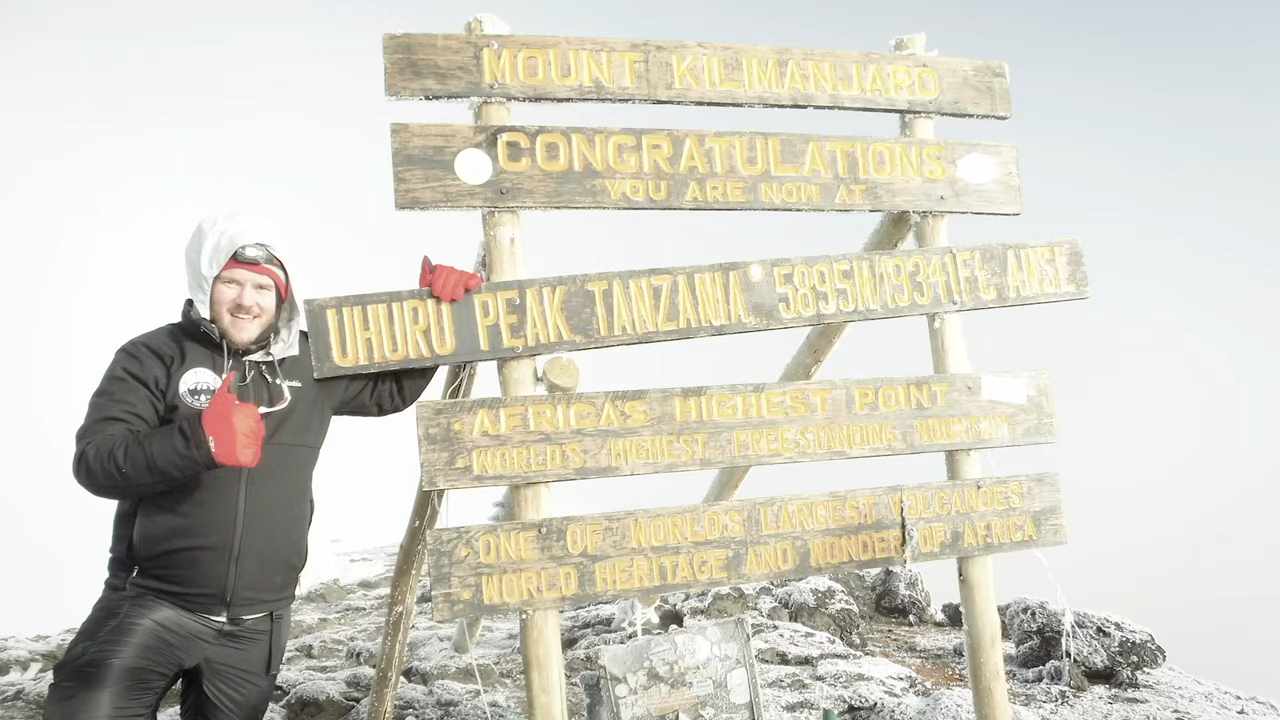 MOUNT KILIMANJARO
CONGRATULATIONS
YOU ARE NOW AT
UHURU PEAK, TANZANIA, 5895M/19341Ft. AMSL
• AFRICA'S HIGHEST POINT
• WORLD'S HIGHEST FREE-STANDING MOUNTAIN
• ONE OF WORLD'S LARGEST VOLCANOES
• WORLD HERITAGE AND WONDER OF AFRICA
Columbia